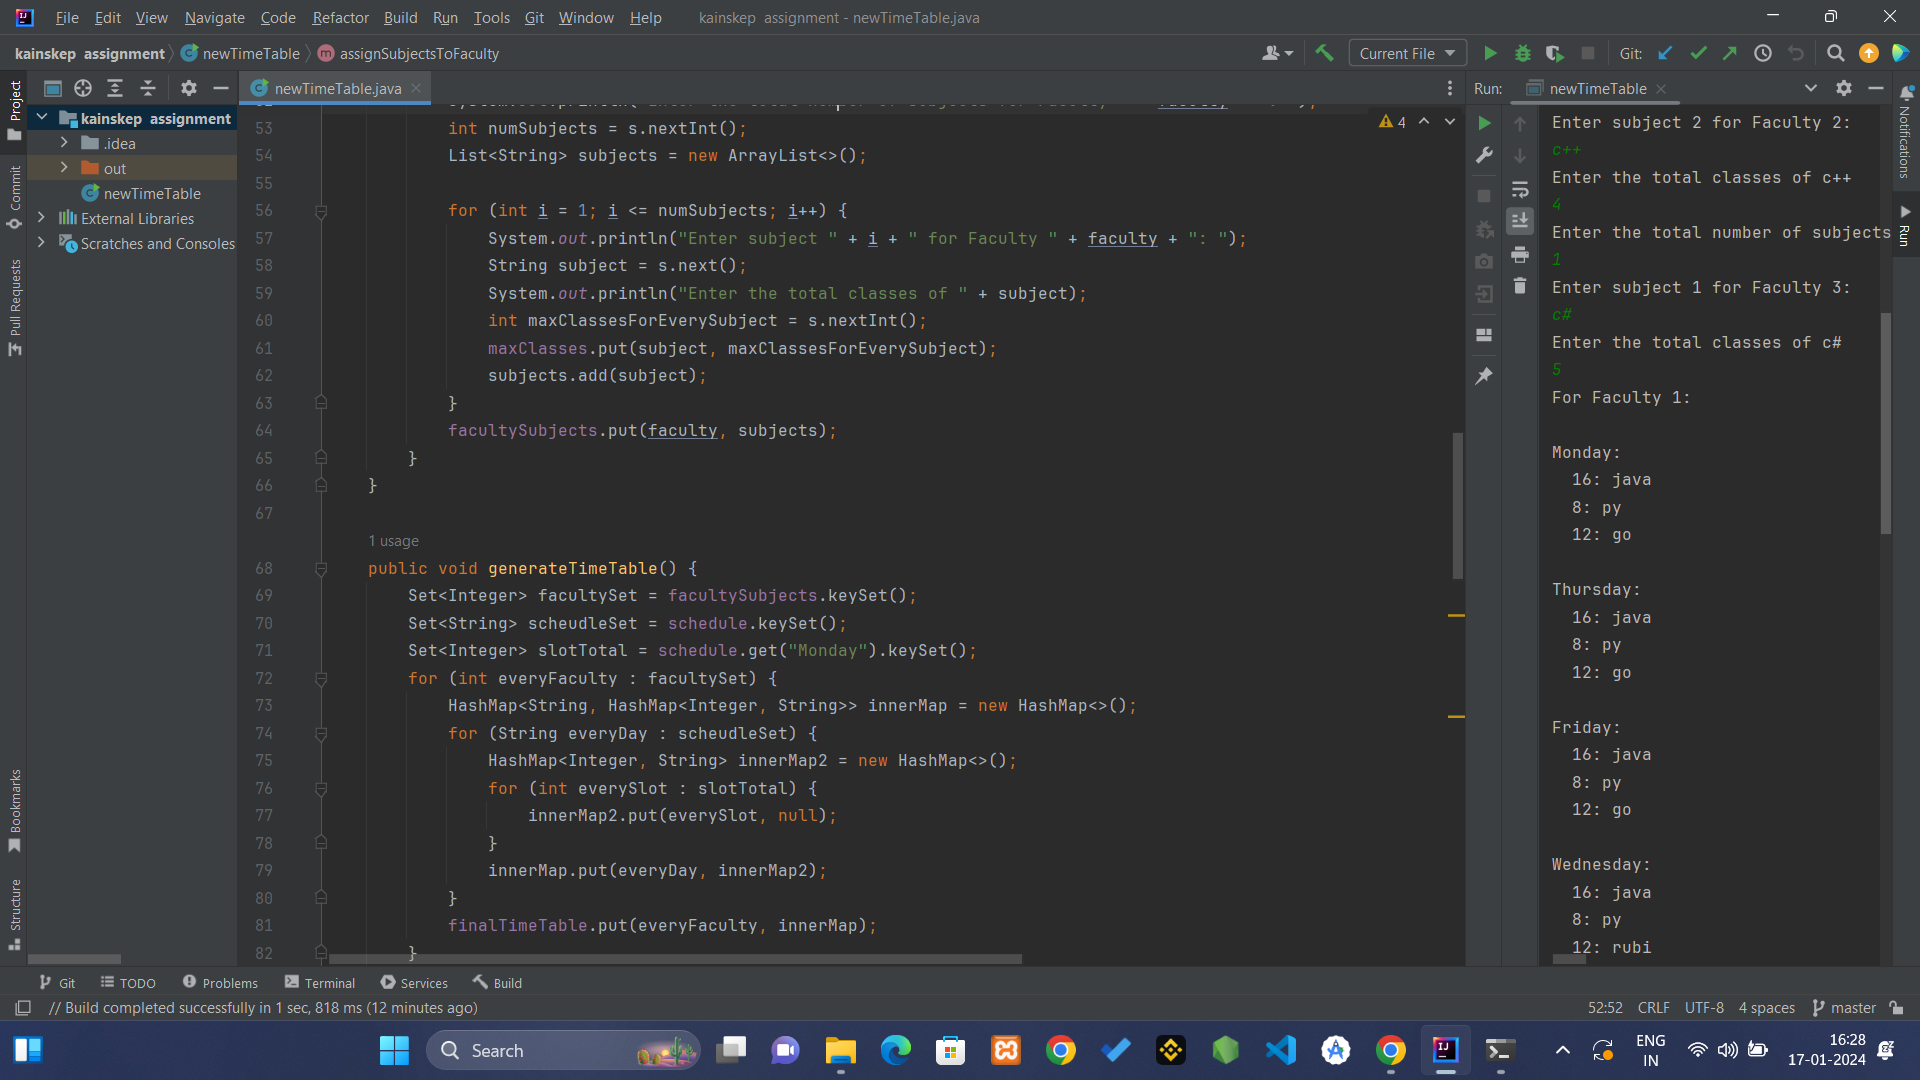 File Edit View Navigate Code Refactor Build Run Tools Git Window Help kainskep assignment - newTimeTable.java
kainskep assignment newTimeTable assignSubjectsToFaculty Current File Git:
Project
Commit
Pull Requests
Bookmarks
Structure
kainskep assignment
.idea
out
newTimeTable
External Libraries
Scratches and Consoles
newTimeTable.java
4
53 int numSubjects = s.nextInt();
54 List<String> subjects = new ArrayList<>();
55
56 for (int i = 1; i <= numSubjects; i++) {
57 System.out.println("Enter subject " + i + " for Faculty " + faculty + ": ");
58 String subject = s.next();
59 System.out.println("Enter the total classes of " + subject);
60 int maxClassesForEverySubject = s.nextInt();
61 maxClasses.put(subject, maxClassesForEverySubject);
62 subjects.add(subject);
63 }
64 facultySubjects.put(faculty, subjects);
65 }
66 }
67
1 usage
68 public void generateTimeTable() {
69 Set<Integer> facultySet = facultySubjects.keySet();
70 Set<String> scheudleSet = schedule.keySet();
71 Set<Integer> slotTotal = schedule.get("Monday").keySet();
72 for (int everyFaculty : facultySet) {
73 HashMap<String, HashMap<Integer, String>> innerMap = new HashMap<>();
74 for (String everyDay : scheudleSet) {
75 HashMap<Integer, String> innerMap2 = new HashMap<>();
76 for (int everySlot : slotTotal) {
77 innerMap2.put(everySlot, null);
78 }
79 innerMap.put(everyDay, innerMap2);
80 }
81 finalTimeTable.put(everyFaculty, innerMap);
82 }
Run: newTimeTable
Enter subject 2 for Faculty 2:
c++
Enter the total classes of c++
4
Enter the total number of subjects
1
Enter subject 1 for Faculty 3:
c#
Enter the total classes of c#
5
For Faculty 1:
Monday:
16: java
8: py
12: go
Thursday:
16: java
8: py
12: go
Friday:
16: java
8: py
12: go
Wednesday:
16: java
8: py
12: rubi
Notifications
Run
Git TODO Problems Terminal Services Build
// Build completed successfully in 1 sec, 818 ms (12 minutes ago) 52:52 CRLF UTF-8 4 spaces master
Search
ENG
IN
16:28
17-01-2024